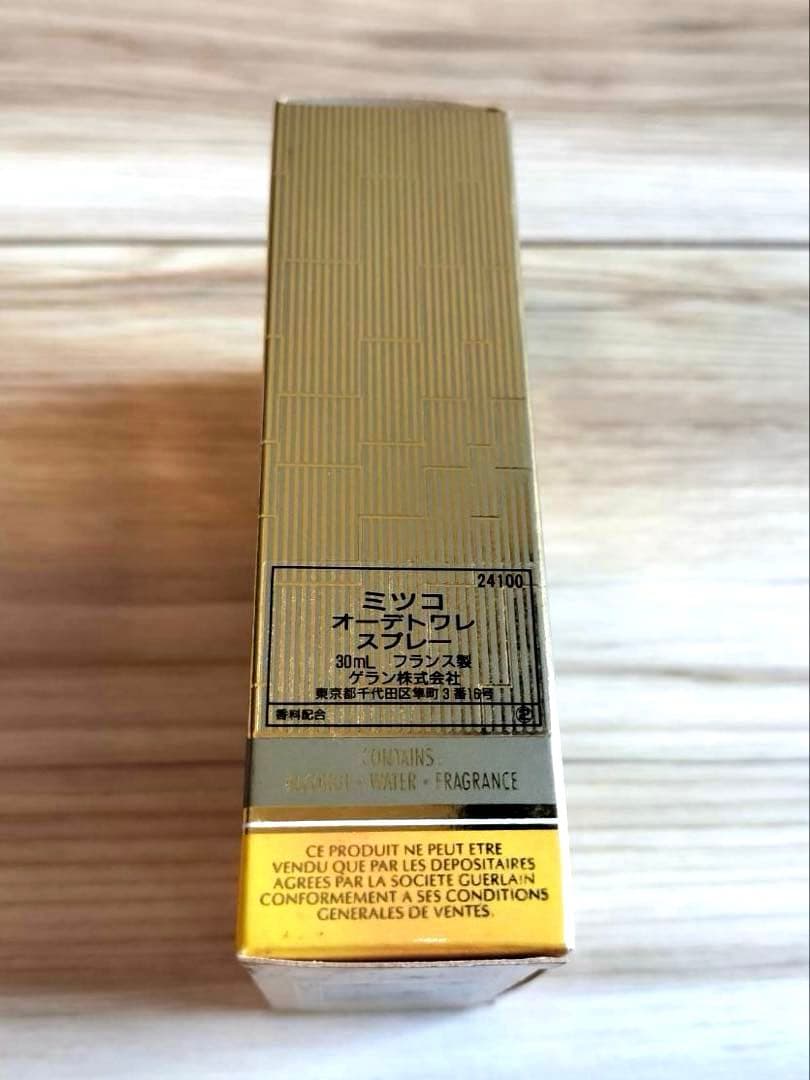 24100
ミツコ
オーデトワレ
スプレー
30mL フランス製
ゲラン株式会社
東京都千代田区隼町3番16号
香料配合 ②
CONTAINS:
ALCOHOL • WATER • FRAGRANCE
CE PRODUIT NE PEUT ETRE
VENDU QUE PAR LES DEPOSITAIRES
AGREES PAR LA SOCIETE GUERLAIN
CONFORMEMENT A SES CONDITIONS
GENERALES DE VENTES.